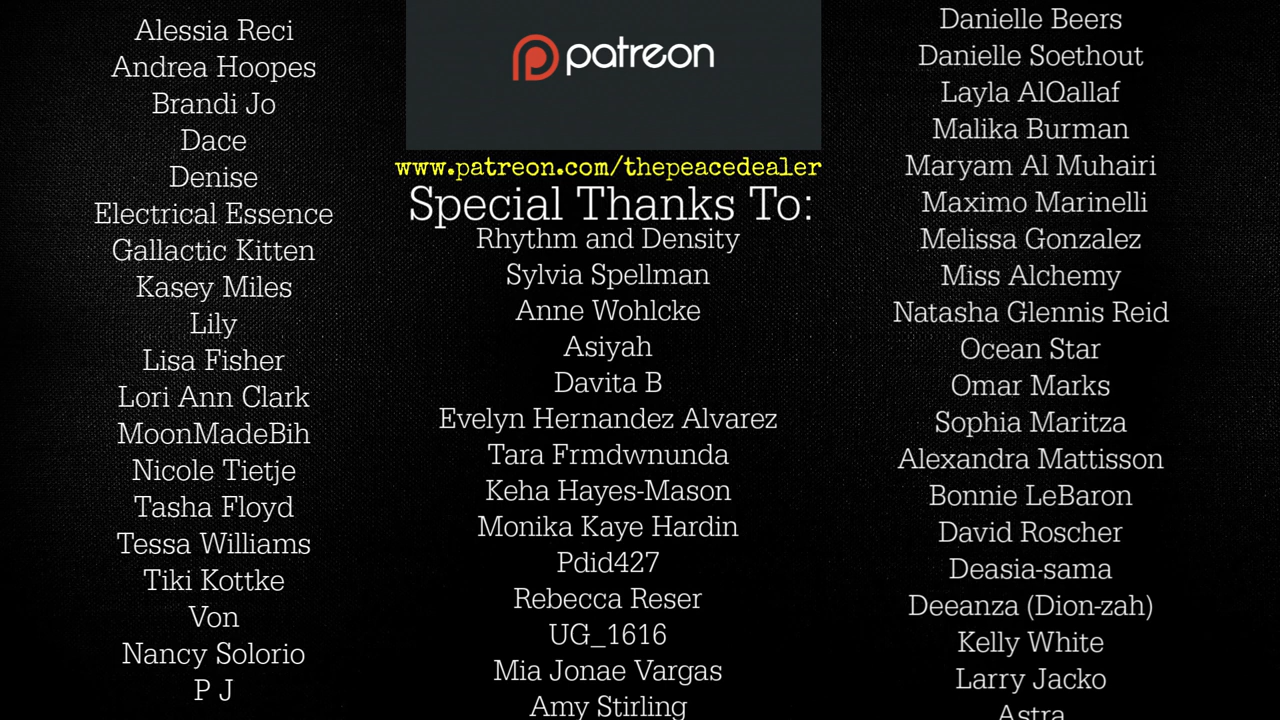 Alessia Reci
Andrea Hoopes
Brandi Jo
Dace
Denise
Electrical Essence
Gallactic Kitten
Kasey Miles
Lily
Lisa Fisher
Lori Ann Clark
MoonMadeBih
Nicole Tietje
Tasha Floyd
Tessa Williams
Tiki Kottke
Von
Nancy Solorio
P J
patreon
www.patreon.com/thepeacedealer
Special Thanks To:
Rhythm and Density
Sylvia Spellman
Anne Wohlcke
Asiyah
Davita B
Evelyn Hernandez Alvarez
Tara Frmdwnunda
Keha Hayes-Mason
Monika Kaye Hardin
Pdid427
Rebecca Reser
UG_1616
Mia Jonae Vargas
Amy Stirling
Danielle Beers
Danielle Soethout
Layla AlQallaf
Malika Burman
Maryam Al Muhairi
Maximo Marinelli
Melissa Gonzalez
Miss Alchemy
Natasha Glennis Reid
Ocean Star
Omar Marks
Sophia Maritza
Alexandra Mattisson
Bonnie LeBaron
David Roscher
Deasia-sama
Deeanza (Dion-zah)
Kelly White
Larry Jacko
Astra